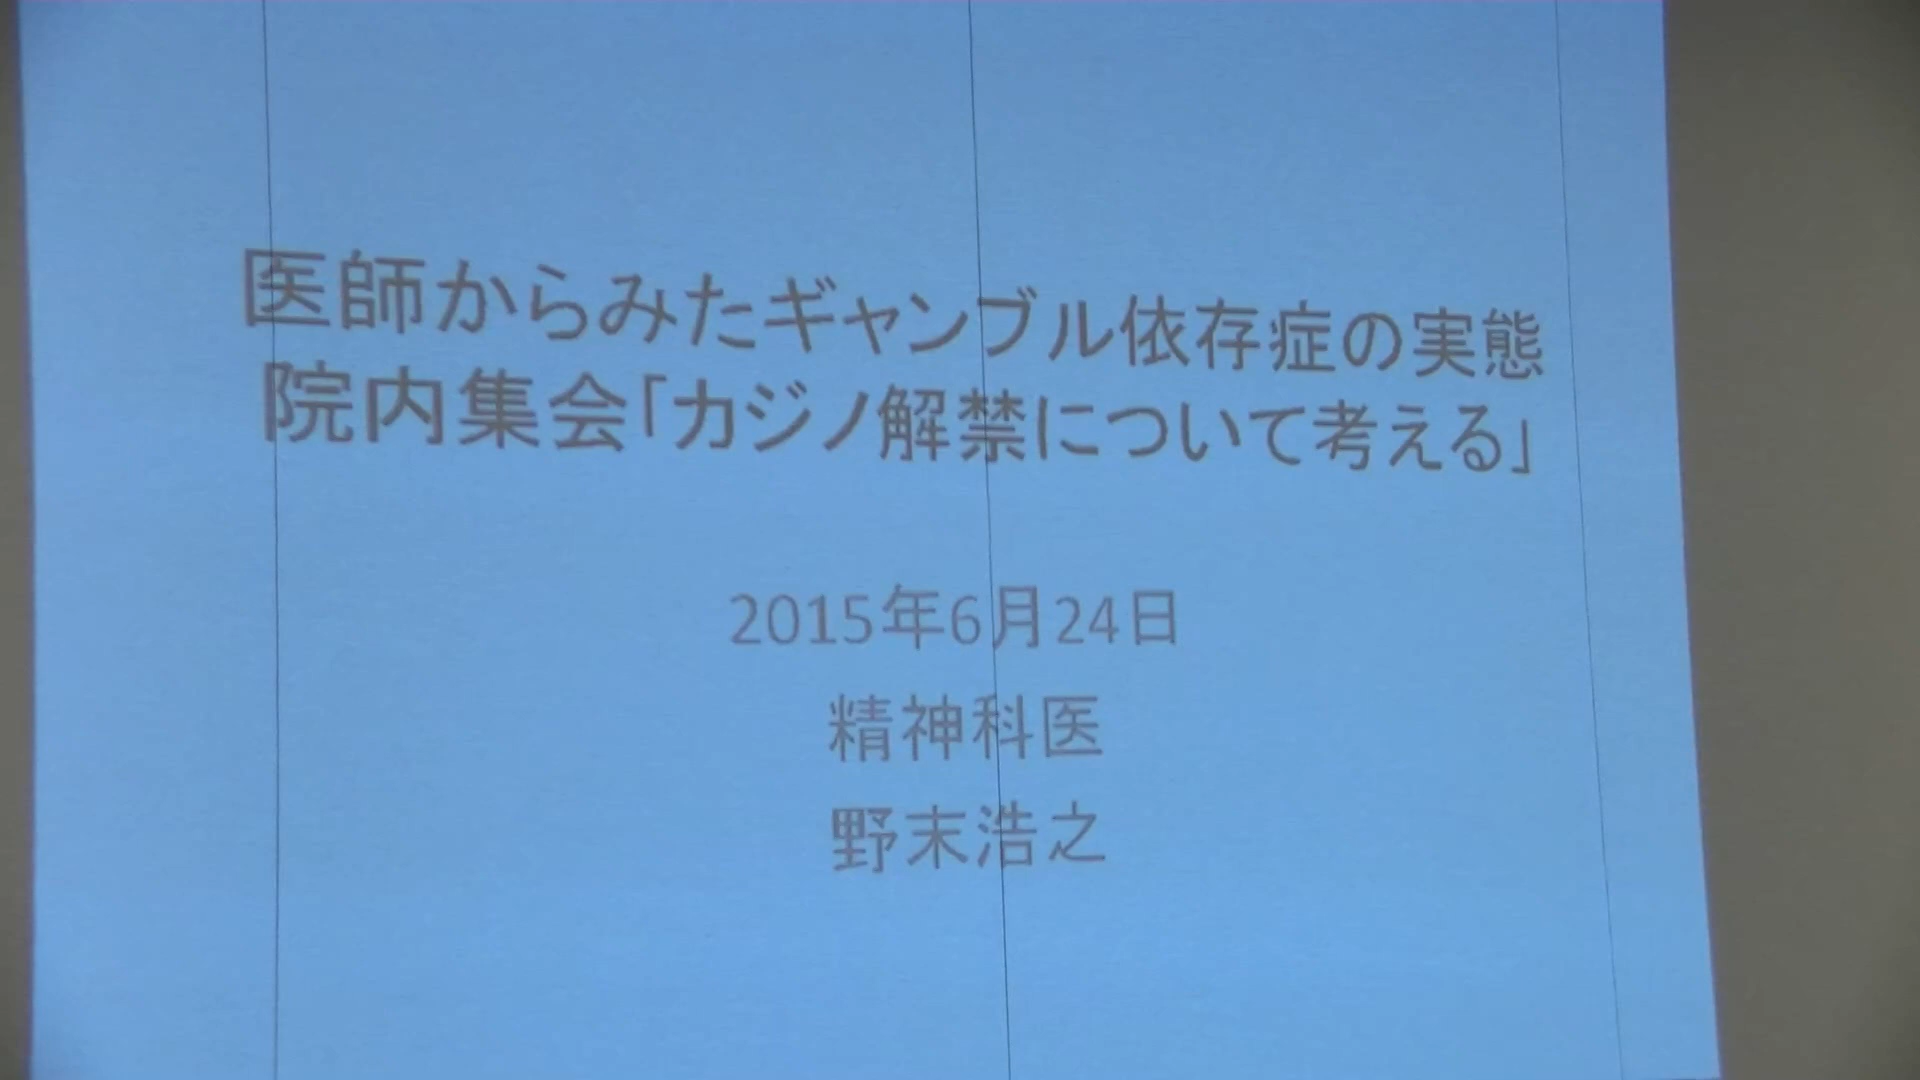 医師からみたギャンブル依存症の実態
院内集会「カジノ解禁について考える」
2015年6月24日
精神科医
野末浩之